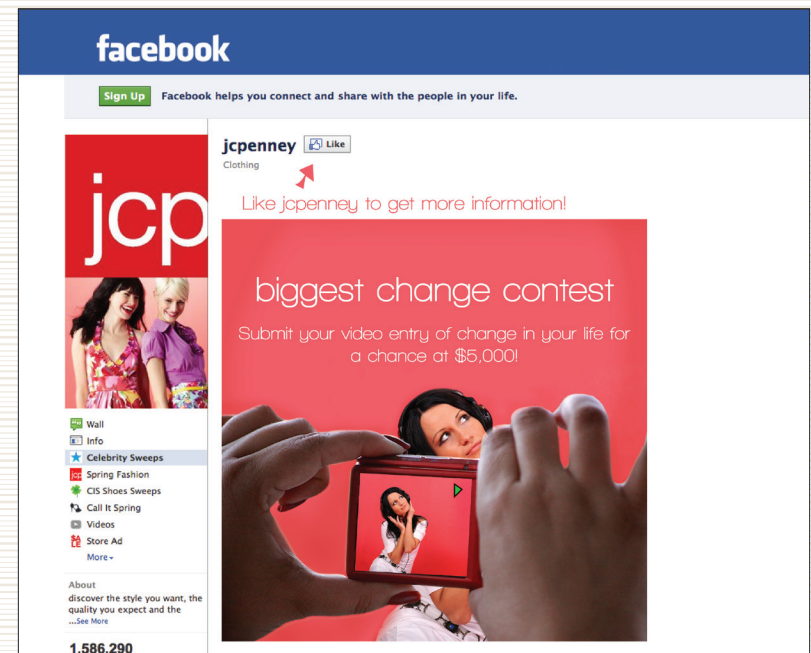 facebook
Sign Up Facebook helps you connect and share with the people in your life.
jcp
Wall
Info
Celebrity Sweeps
jcp Spring Fashion
CIS Shoes Sweeps
Call It Spring
Videos
SALE Store Ad
More
About
discover the style you want, the
quality you expect and the
...See More
1,586,290
jcpenney Like
Clothing
Like jcpenney to get more information!
biggest change contest
Submit your video entry of change in your life for
a chance at $5,000!